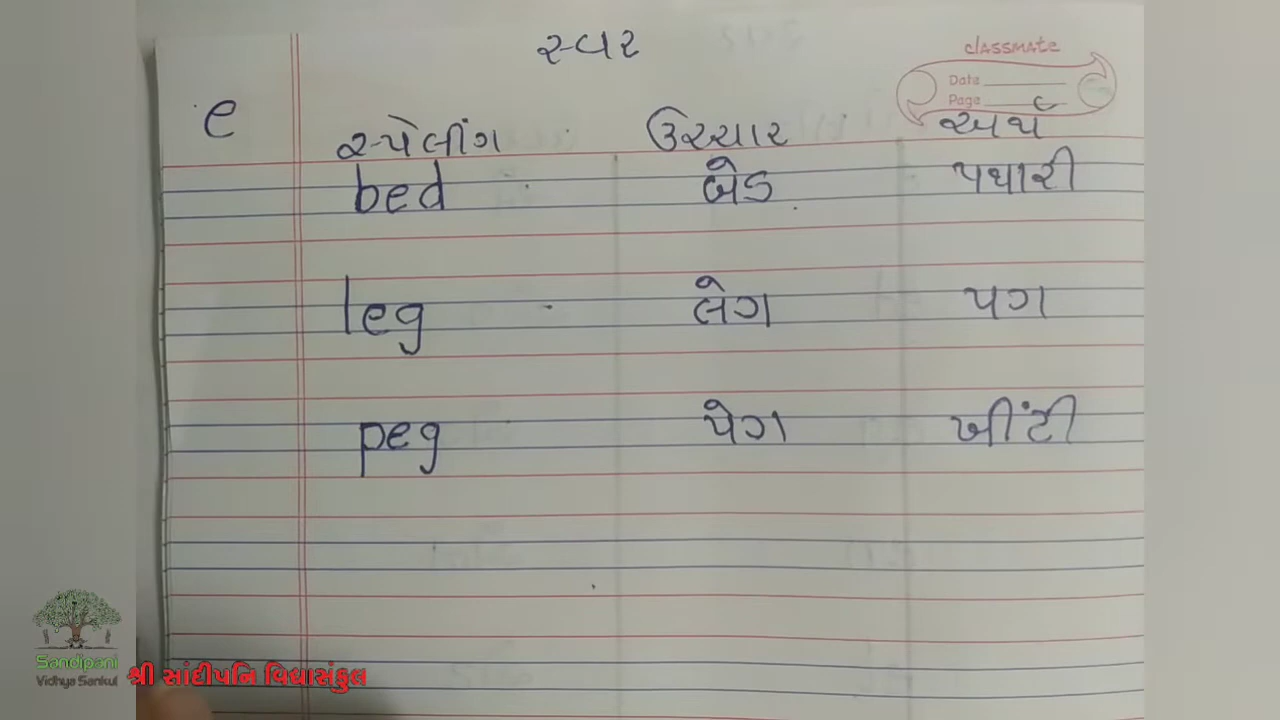 સ્વર
classmate
Date
Page
e
સ્પેલીંગ ઉચ્ચાર અર્થ
bed બેડ પથારી
leg લેગ પગ
peg પેગ ખીંટી
Sandipani
Vidhya Sankul
શ્રી સાંદીપનિ વિદ્યાસંકુલ